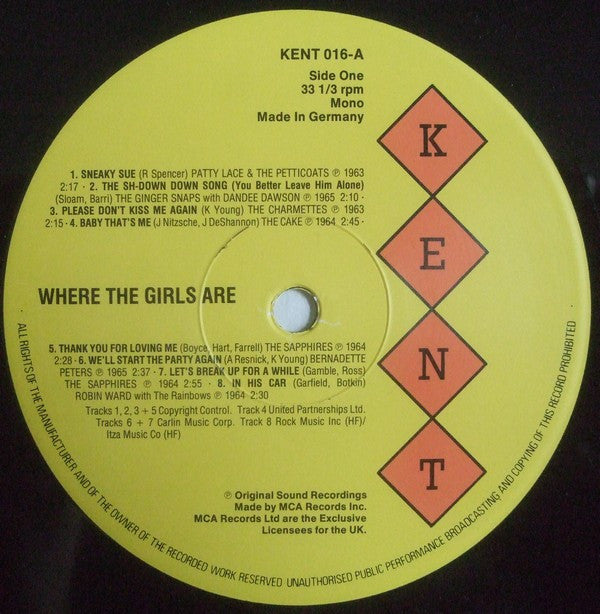 KENT 016-A
Side One
33 1/3 rpm
Mono
Made In Germany
K
E
N
T
1. SNEAKY SUE (R Spencer) PATTY LACE & THE PETTICOATS ℗ 1963
2:17 · 2. THE SH-DOWN DOWN SONG (You Better Leave Him Alone)
(Sloam, Barri) THE GINGER SNAPS with DANDEE DAWSON ℗ 1965 2:10 ·
3. PLEASE DON'T KISS ME AGAIN (K Young) THE CHARMETTES ℗ 1963
2:15 · 4. BABY THAT'S ME (J Nitzsche, J DeShannon) THE CAKE ℗ 1964 2:45 ·
WHERE THE GIRLS ARE
5. THANK YOU FOR LOVING ME (Boyce, Hart, Farrell) THE SAPPHIRES ℗ 1964
2:28 · 6. WE'LL START THE PARTY AGAIN (A Resnick, K Young) BERNADETTE
PETERS ℗ 1965 2:37 · 7. LET'S BREAK UP FOR A WHILE (Gamble, Ross)
THE SAPPHIRES ℗ 1964 2:55 · 8. IN HIS CAR (Garfield, Botkin)
ROBIN WARD with The Rainbows ℗ 1964 2:30
Tracks 1, 2, 3 + 5 Copyright Control. Track 4 United Partnerships Ltd.
Tracks 6 + 7 Carlin Music Corp. Track 8 Rock Music Inc (HF)/
Itza Music Co (HF)
℗ Original Sound Recordings
Made by MCA Records Inc.
MCA Records Ltd are the Exclusive
Licensees for the UK.
ALL RIGHTS OF THE MANUFACTURER AND OF THE OWNER OF THE RECORDED WORK RESERVED UNAUTHORISED PUBLIC PERFORMANCE BROADCASTING AND COPYING OF THIS RECORD PROHIBITED